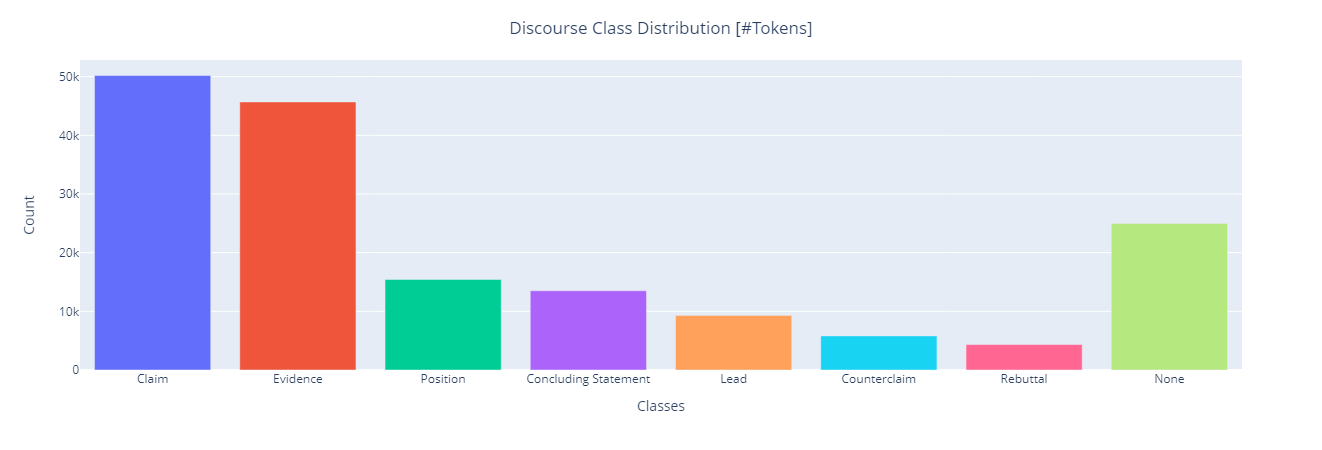 Discourse Class Distribution [#Tokens]
50k
40k
30k
20k
10k
0
Count
Claim Evidence Position Concluding Statement Lead Counterclaim Rebuttal None
Classes